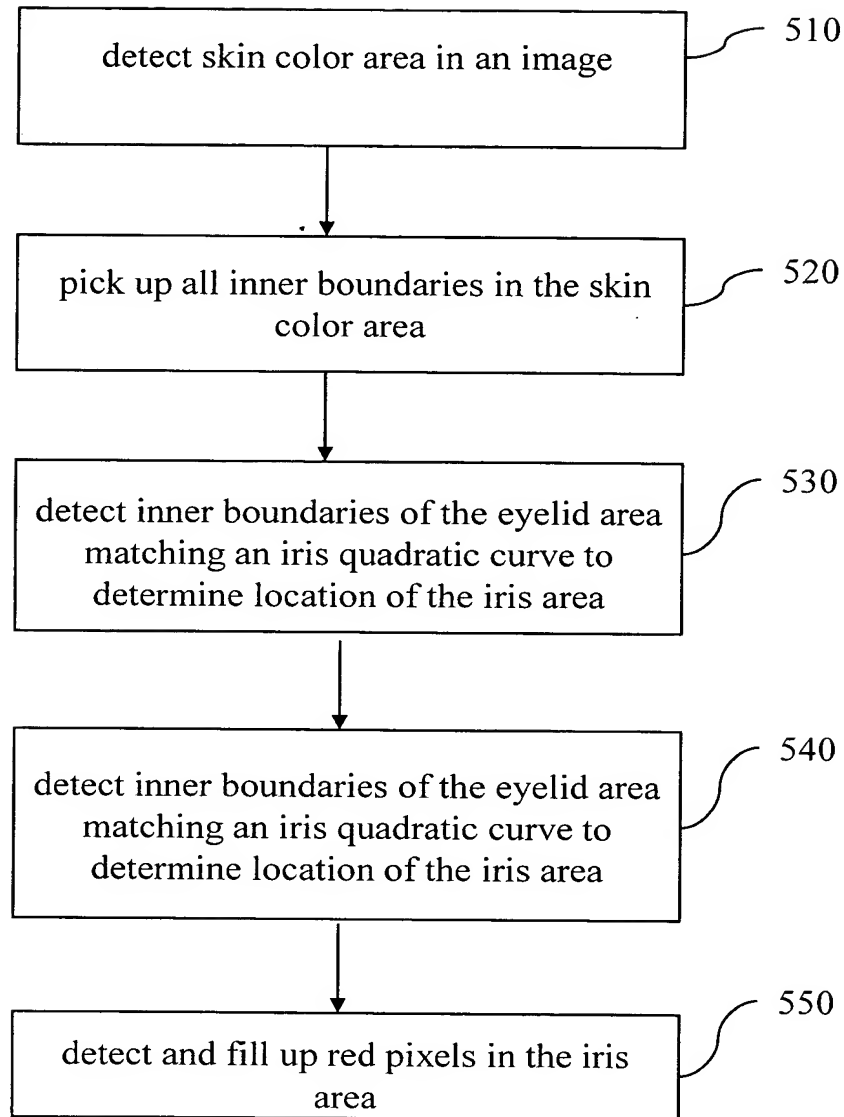 detect skin color area in an image
510
pick up all inner boundaries in the skin
color area
520
detect inner boundaries of the eyelid area
matching an iris quadratic curve to
determine location of the iris area
530
detect inner boundaries of the eyelid area
matching an iris quadratic curve to
determine location of the iris area
540
detect and fill up red pixels in the iris
area
550